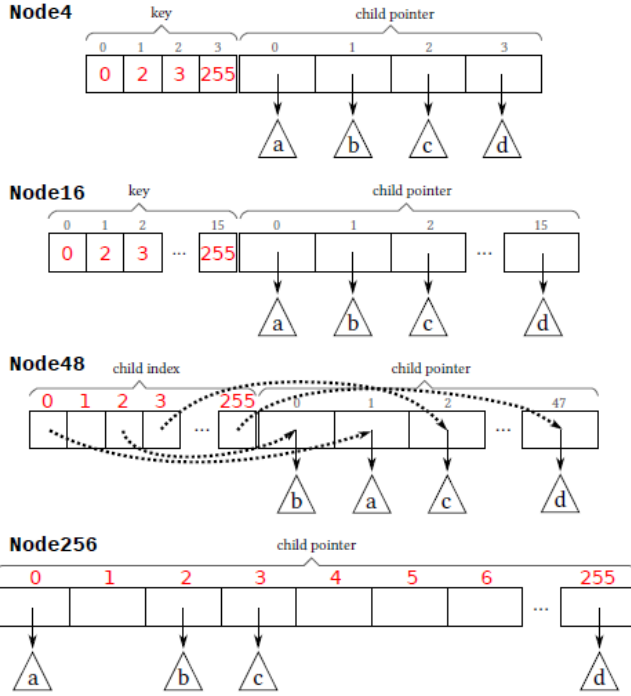 Node4
key child pointer
0 1 2 3 0 1 2 3
0 2 3 255
a b c d
Node16
key child pointer
0 1 2 15 0 1 2 15
0 2 3 ... 255 ...
a b c d
Node48
child index child pointer
0 1 2 3 255 0 1 2 47
... ...
b a c d
Node256
child pointer
0 1 2 3 4 5 6 255
...
a b c d